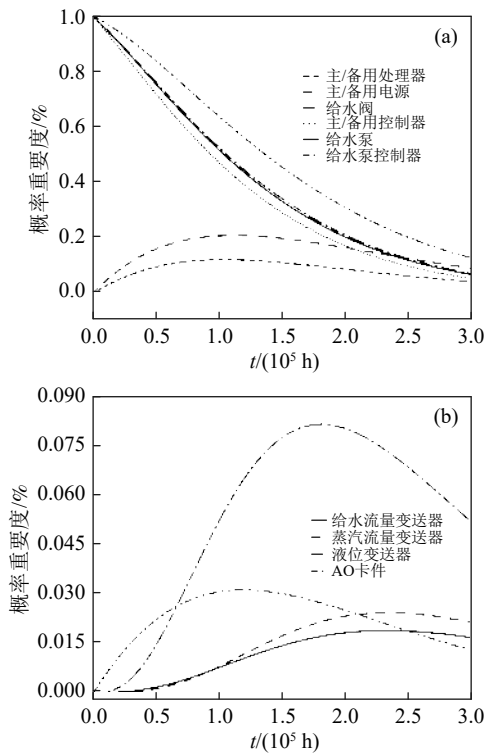 (a)
1.0
0.8
0.6
0.4
0.2
0.0
概率重要度/%
主/备用处理器
主/备用电源
给水阀
主/备用控制器
给水泵
给水泵控制器
0.0 0.5 1.0 1.5 2.0 2.5 3.0
t/(10⁵ h)
(b)
0.090
0.075
0.060
0.045
0.030
0.015
0.000
概率重要度/%
给水流量变送器
蒸汽流量变送器
液位变送器
AO卡件
0.0 0.5 1.0 1.5 2.0 2.5 3.0
t/(10⁵ h)